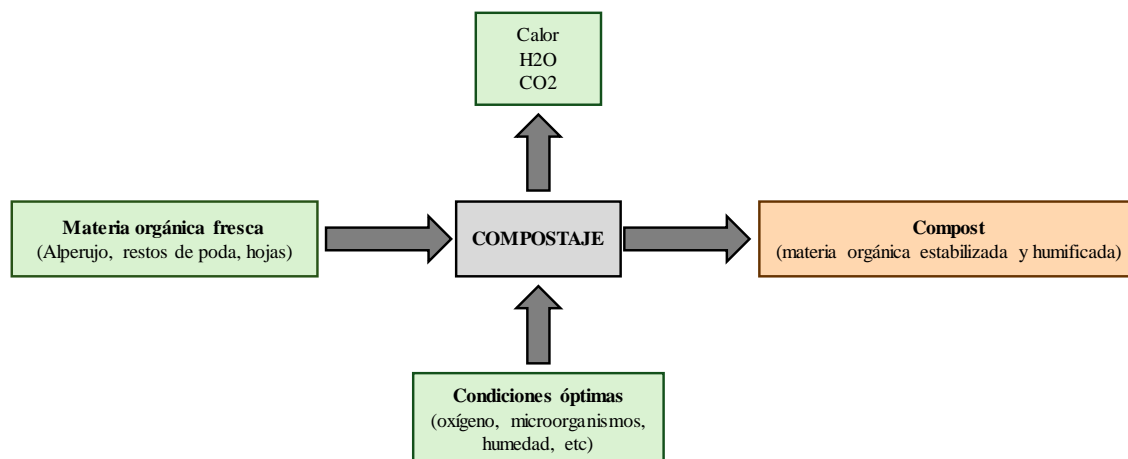 Calor
H2O
CO2
Materia orgánica fresca
(Alperujo, restos de poda, hojas)
COMPOSTAJE
Compost
(materia orgánica estabilizada y humificada)
Condiciones óptimas
(oxígeno, microorganismos,
humedad, etc)